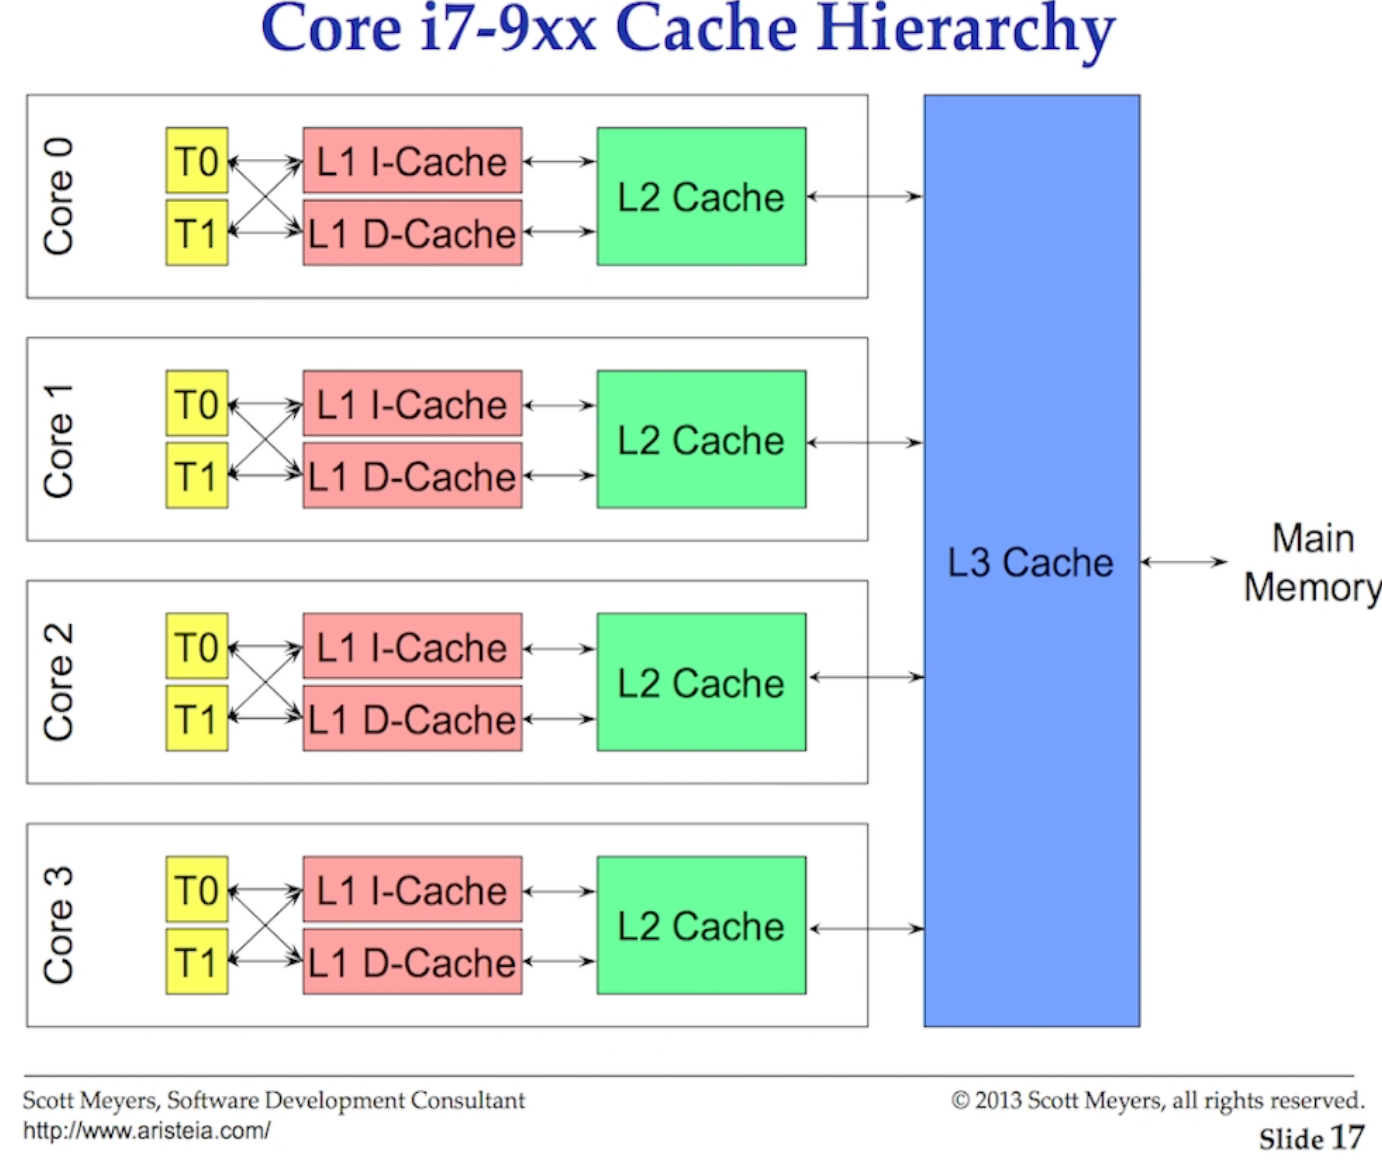 Core i7-9xx Cache Hierarchy
Core 0
T0
L1 I-Cache
T1
L1 D-Cache
L2 Cache
Core 1
T0
L1 I-Cache
T1
L1 D-Cache
L2 Cache
Core 2
T0
L1 I-Cache
T1
L1 D-Cache
L2 Cache
Core 3
T0
L1 I-Cache
T1
L1 D-Cache
L2 Cache
L3 Cache
Main
Memory
Scott Meyers, Software Development Consultant
http://www.aristeia.com/
© 2013 Scott Meyers, all rights reserved.
Slide 17